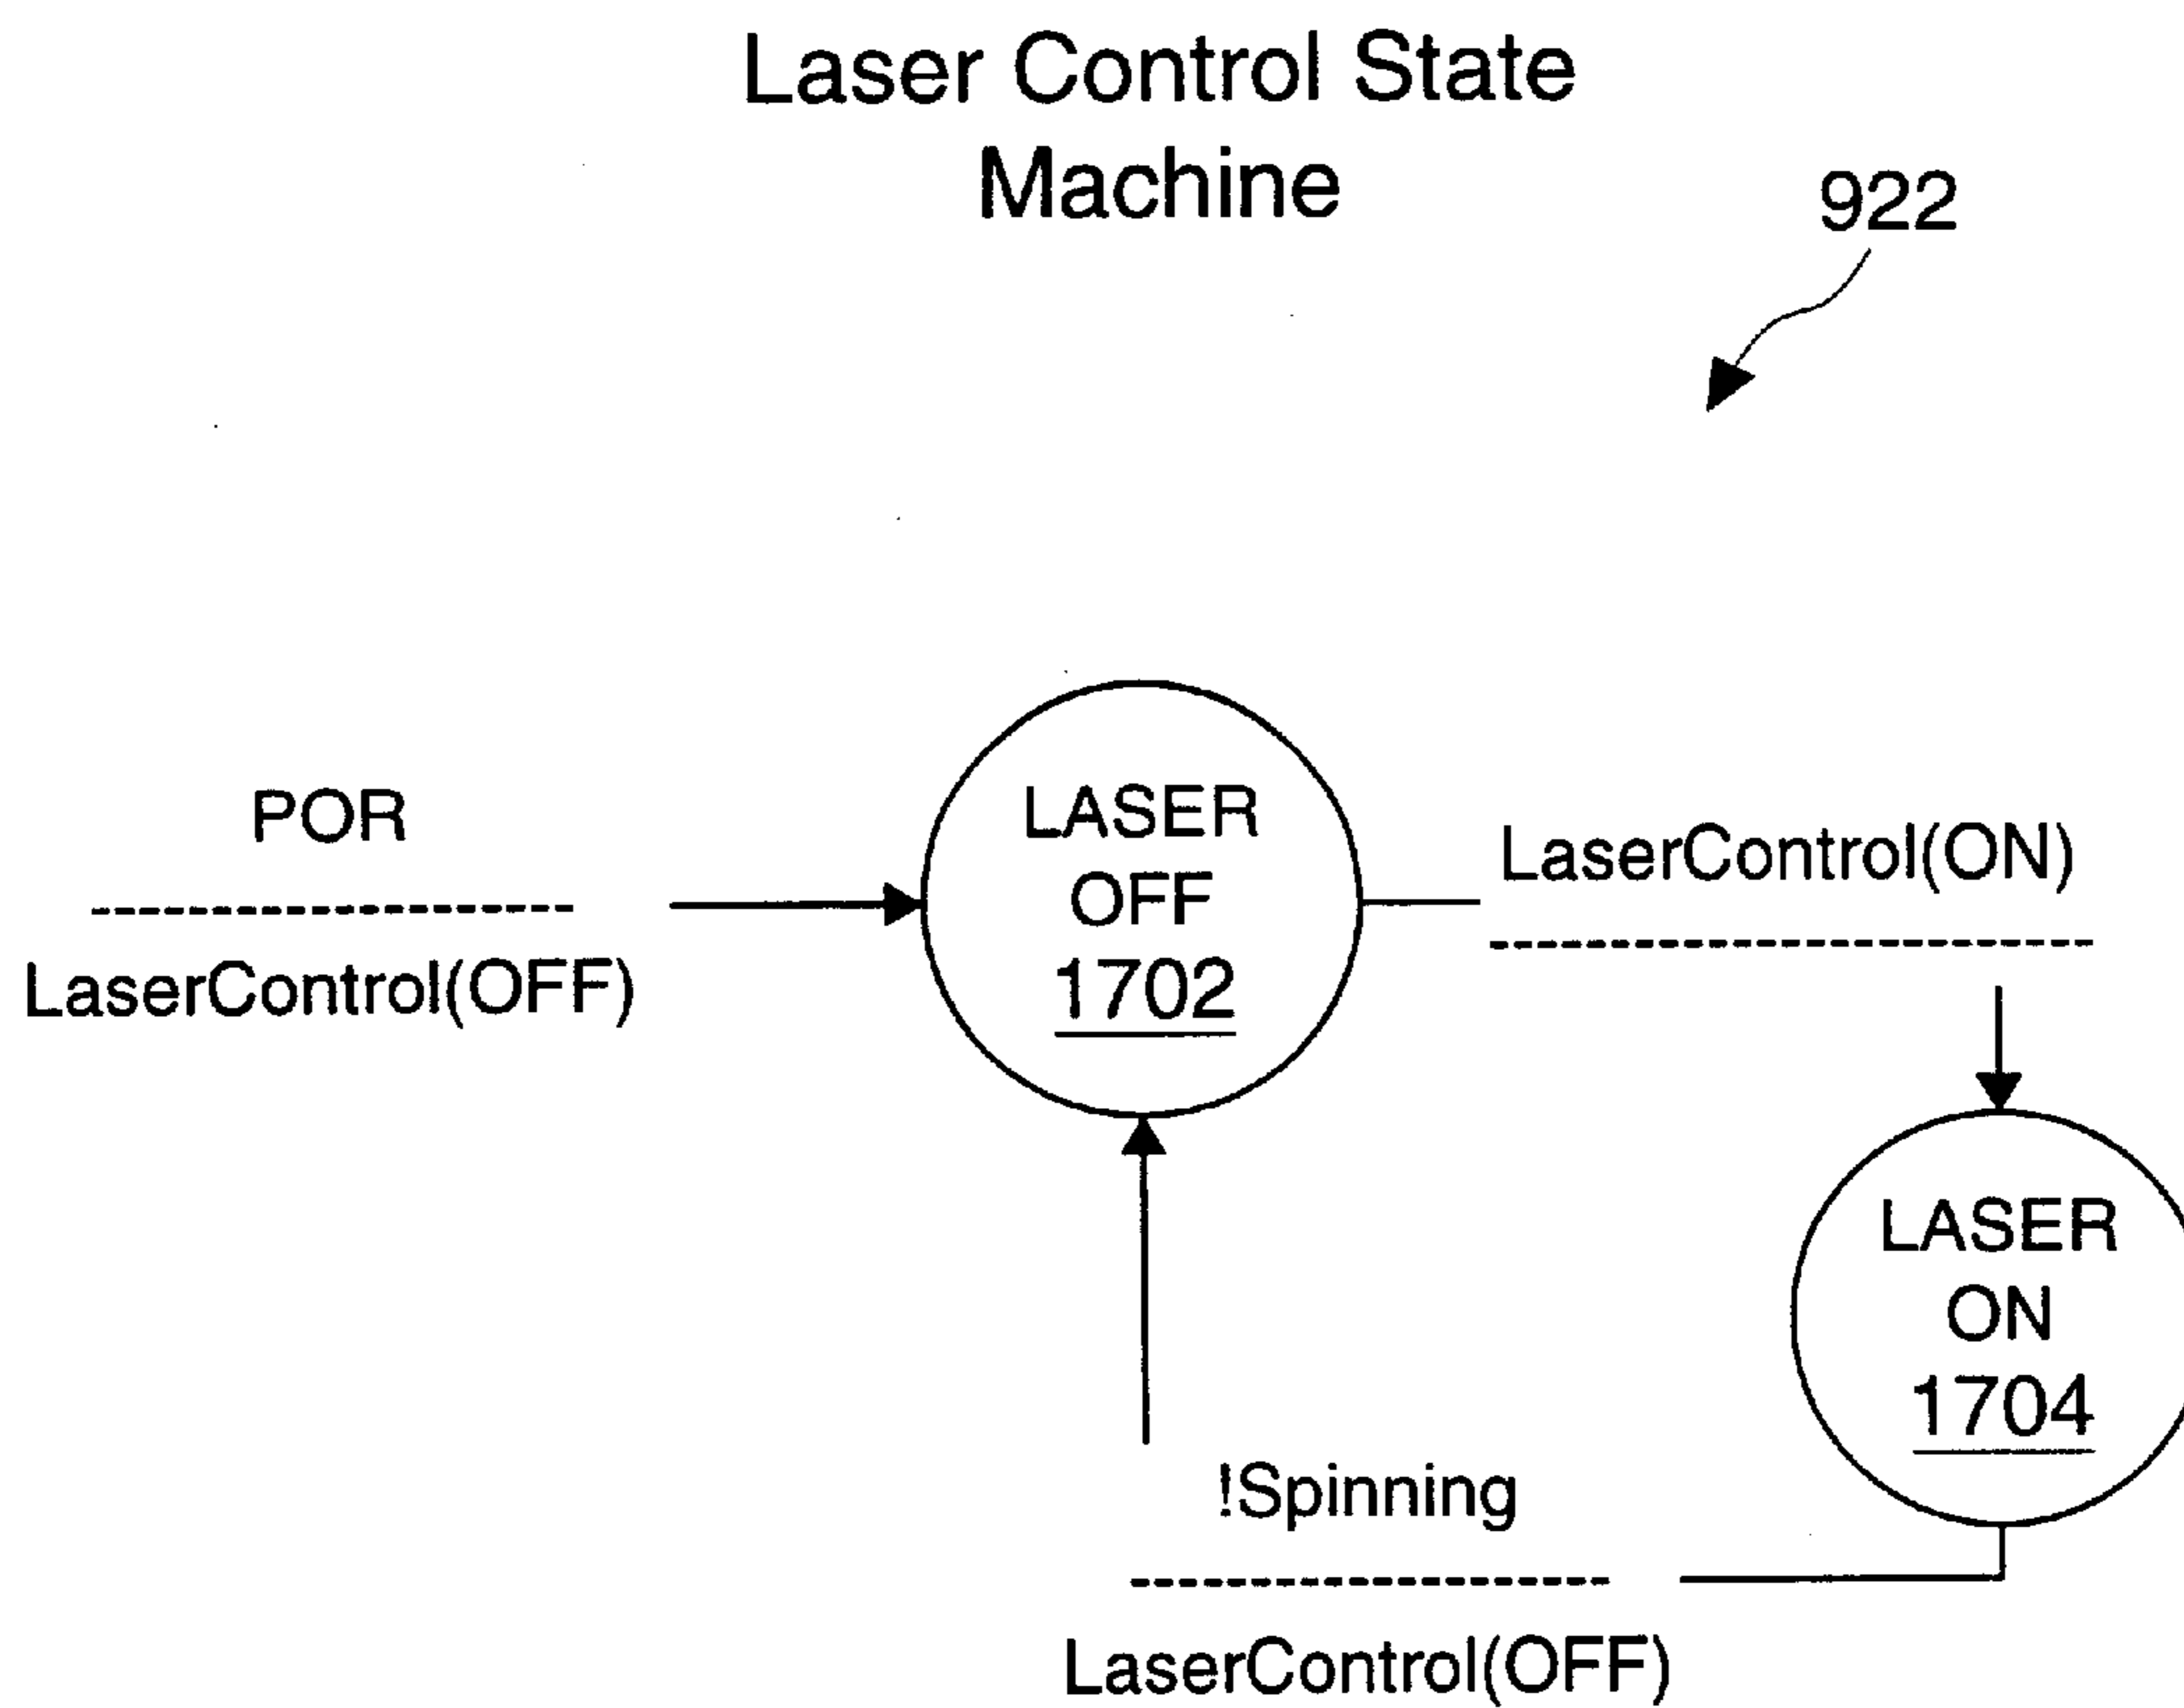 Laser Control State
Machine
922
POR
LaserControl(OFF)
LASER
OFF
1702
LaserControl(ON)
LASER
ON
1704
!Spinning
LaserControl(OFF)